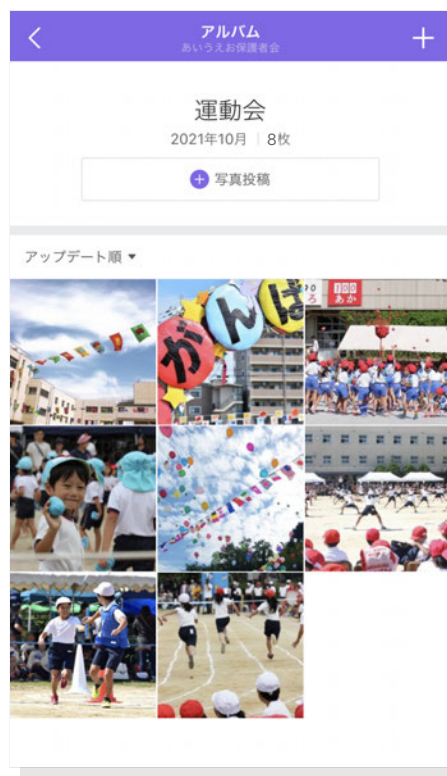 アルバム
あいうえお保護者会
運動会
2021年10月 | 8枚
写真投稿
アップデート順 ▼
がんば
100
あか
ろ